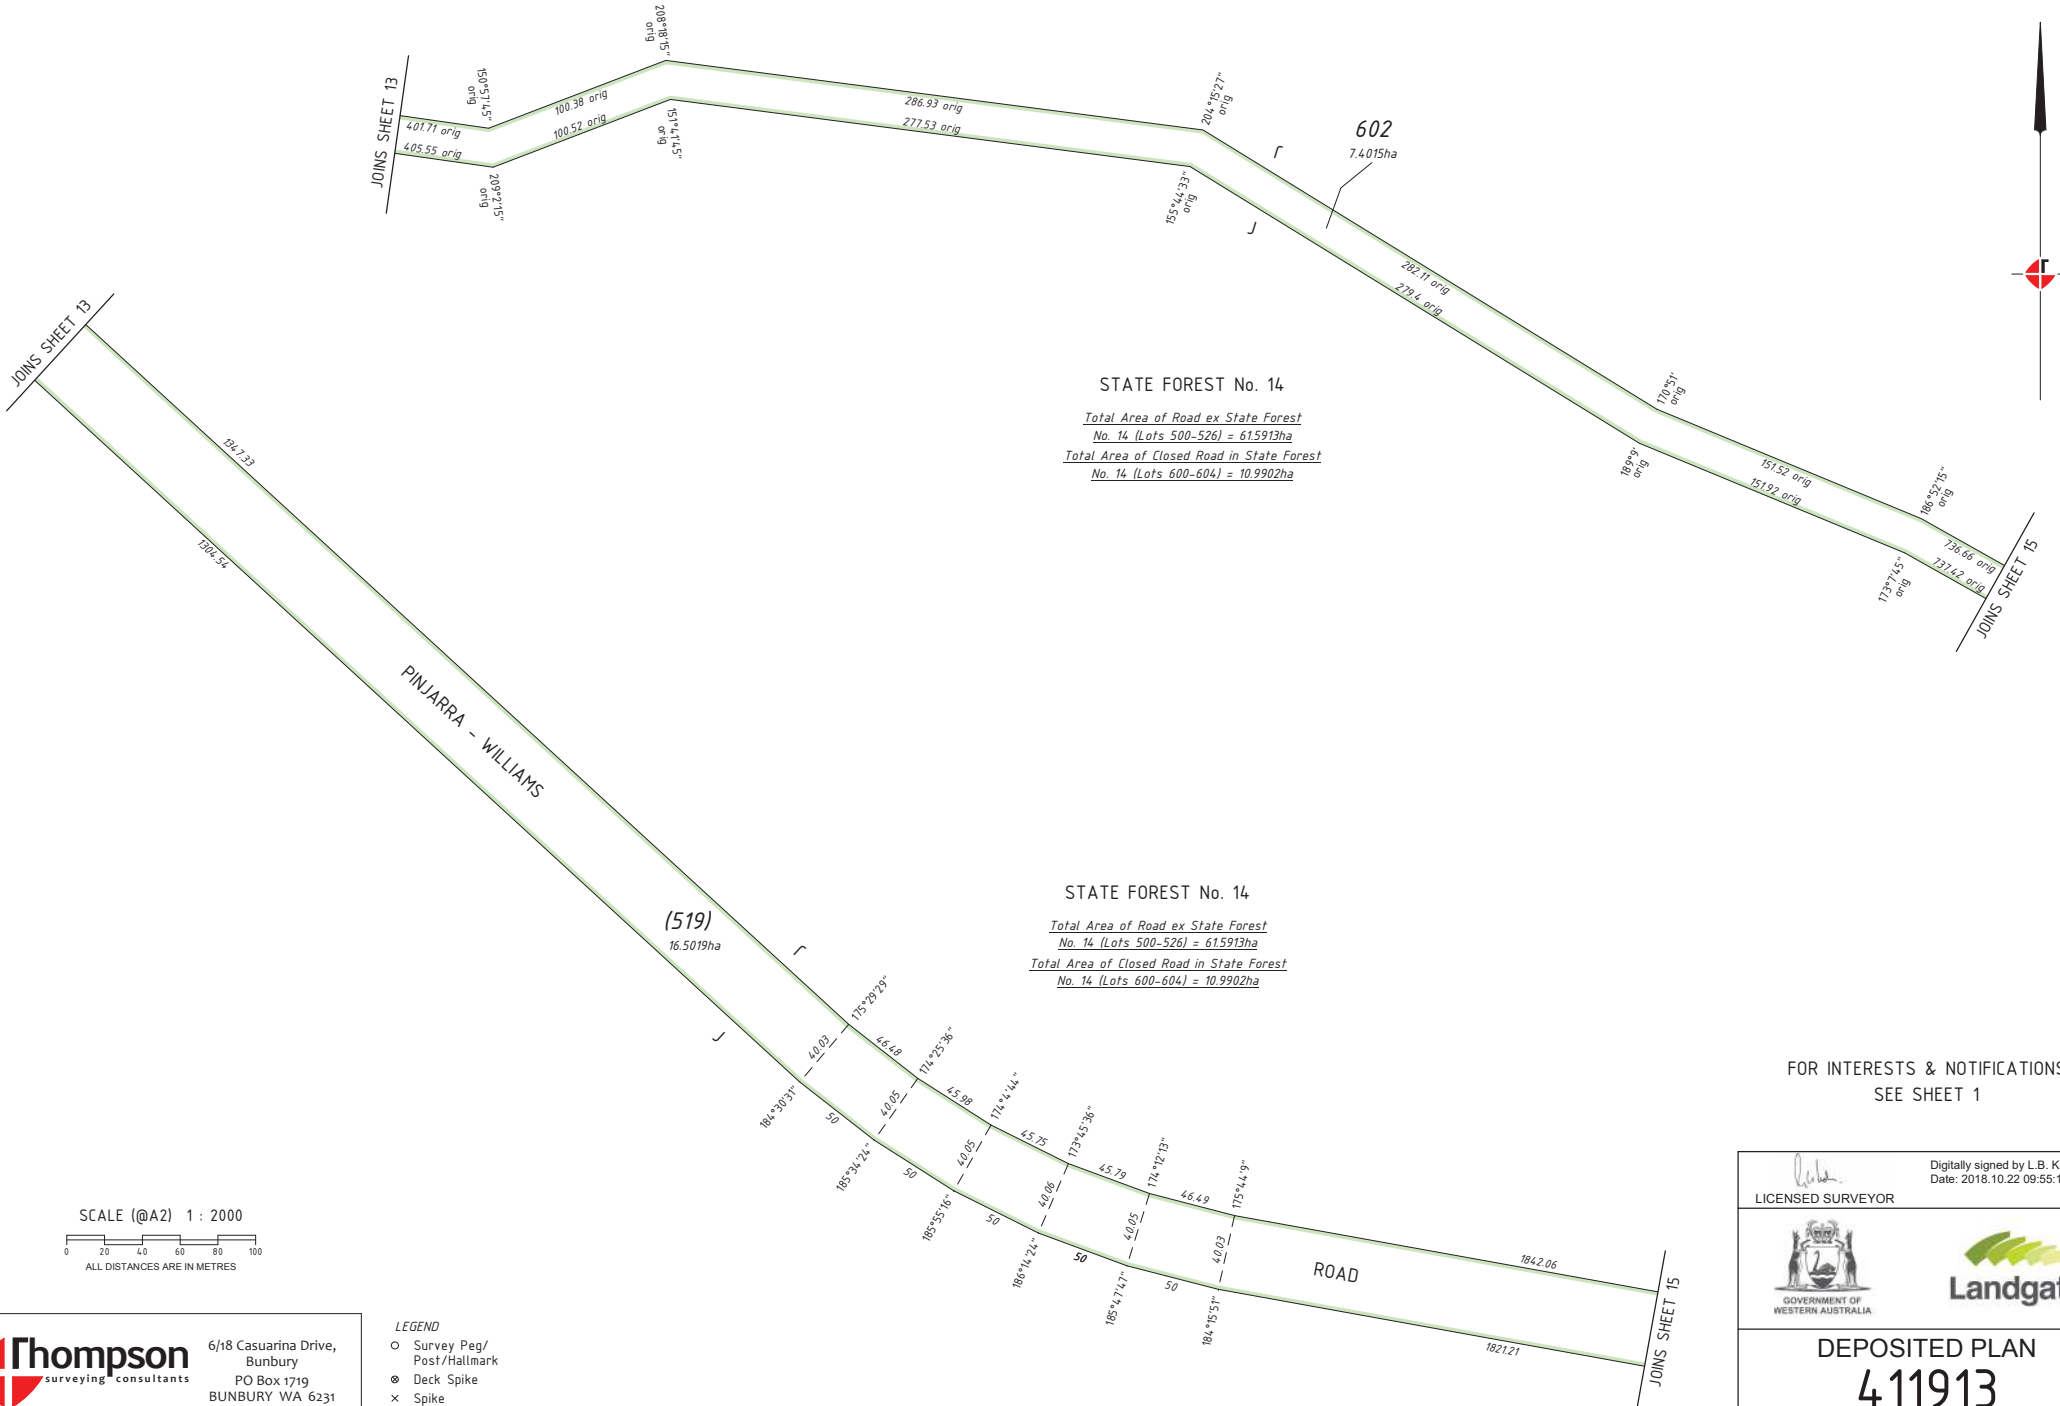 JOINS SHEET 13
401.71 orig
405.55 orig
150°57'45"
orig
209°2'15"
orig
100.38 orig
100.52 orig
208°18'15"
orig
151°41'45"
orig
286.93 orig
277.53 orig
204°15'27"
orig
155°44'33"
orig
602
7.4015ha
282.11 orig
279.4 orig
170°51'
orig
189°9'
orig
151.52 orig
151.92 orig
186°52'15"
orig
173°7'45"
orig
736.66 orig
737.42 orig
JOINS SHEET 15
STATE FOREST No. 14
Total Area of Road ex State Forest
No. 14 (Lots 500-526) = 61.5913ha
Total Area of Closed Road in State Forest
No. 14 (Lots 600-604) = 10.9902ha
JOINS SHEET 13
1347.33
1304.54
PINJARRA - WILLIAMS
(519)
16.5019ha
STATE FOREST No. 14
Total Area of Road ex State Forest
No. 14 (Lots 500-526) = 61.5913ha
Total Area of Closed Road in State Forest
No. 14 (Lots 600-604) = 10.9902ha
175°29'29"
40.03
184°30'31"
46.48
50
174°25'36"
40.05
185°34'24"
45.98
50
174°4'44"
40.05
185°55'16"
45.75
50
173°45'36"
40.06
186°14'24"
45.79
50
174°12'13"
40.05
185°47'47"
46.49
50
175°44'9"
40.03
184°15'51"
ROAD
1842.06
1821.21
JOINS SHEET 15
FOR INTERESTS & NOTIFICATIONS
SEE SHEET 1
Digitally signed by L.B. K
Date: 2018.10.22 09:55:1
LICENSED SURVEYOR
GOVERNMENT OF
WESTERN AUSTRALIA
Landgat
DEPOSITED PLAN
411913
SCALE (@A2) 1 : 2000
0 20 40 60 80 100
ALL DISTANCES ARE IN METRES
Thompson
surveying consultants
6/18 Casuarina Drive,
Bunbury
PO Box 1719
BUNBURY WA 6231
LEGEND
Survey Peg/
Post/Hallmark
Deck Spike
Spike